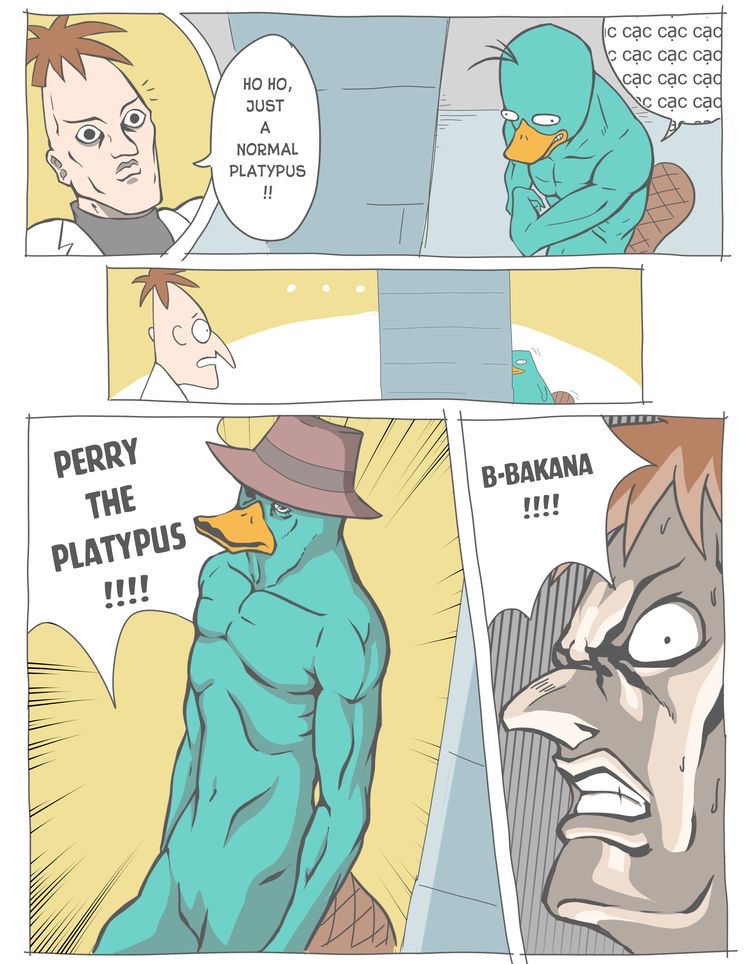 HO HO,
JUST
A
NORMAL
PLATYPUS
!!
cạc cạc cạc
cạc cạc cạc
cạc cạc cạc
cạc cạc cạc
...
PERRY
THE
PLATYPUS
!!!!
B-BAKANA
!!!!